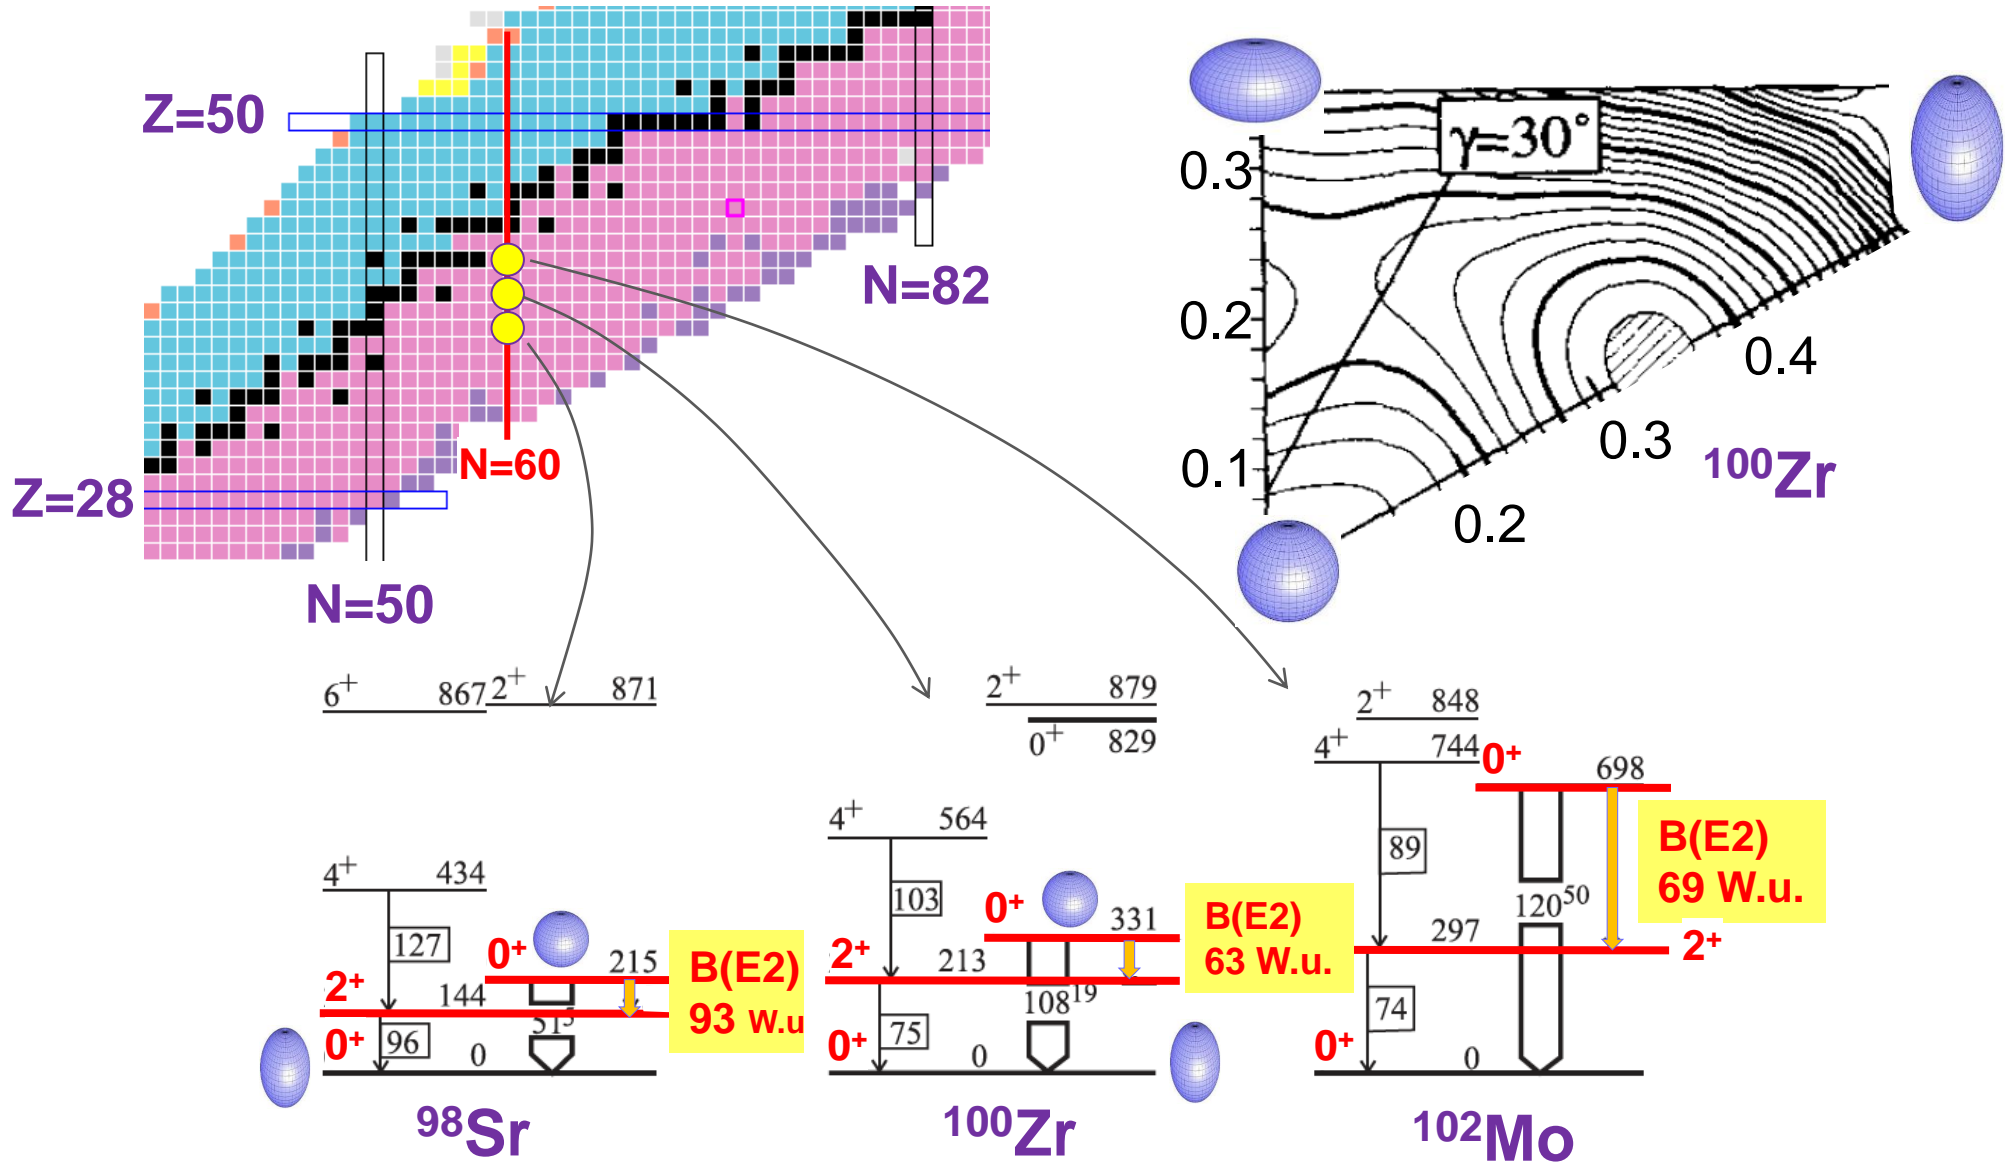 Z=50
N=82
Z=28
N=60
N=50
γ=30°
0.3
0.2
0.1
0.4
0.3
0.2
¹⁰⁰Zr
6⁺ 867
2⁺ 871
4⁺ 434
127
0⁺ 215
2⁺ 144
B(E2)
93 W.u
51⁵
96
0⁺ 0
⁹⁸Sr
2⁺ 879
0⁺ 829
4⁺ 564
103
0⁺ 331
2⁺ 213
B(E2)
63 W.u.
108¹⁹
75
0⁺ 0
¹⁰⁰Zr
2⁺ 848
4⁺ 744
0⁺ 698
89
B(E2)
69 W.u.
120⁵⁰
297 2⁺
74
0⁺ 0
¹⁰²Mo